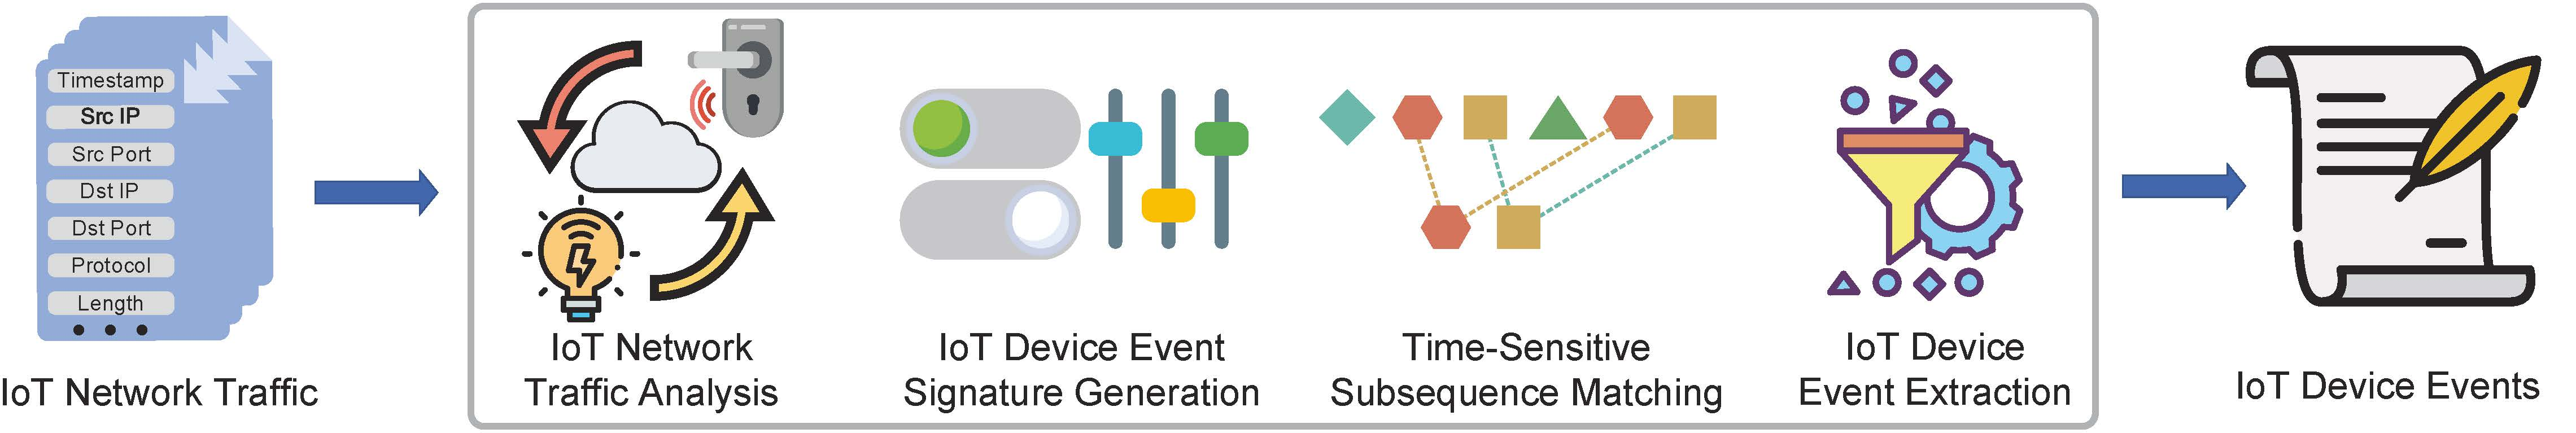 Timestamp
Src IP
Src Port
Dst IP
Dst Port
Protocol
Length
IoT Network Traffic
IoT Network
Traffic Analysis
IoT Device Event
Signature Generation
Time-Sensitive
Subsequence Matching
IoT Device
Event Extraction
IoT Device Events